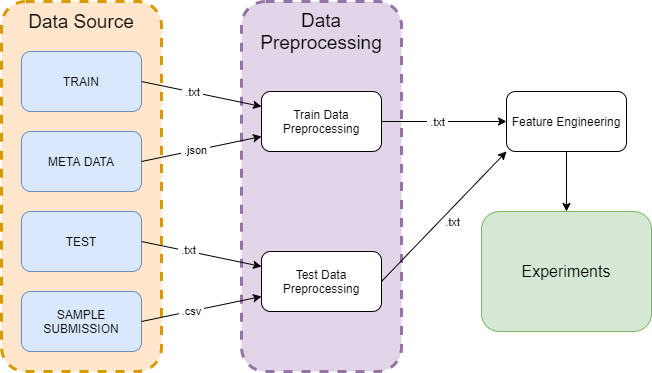 Data Source
Data
Preprocessing
TRAIN
.txt
Train Data
Preprocessing
.txt
Feature Engineering
META DATA
.json
TEST
.txt
.txt
Test Data
Preprocessing
Experiments
SAMPLE
SUBMISSION
.csv